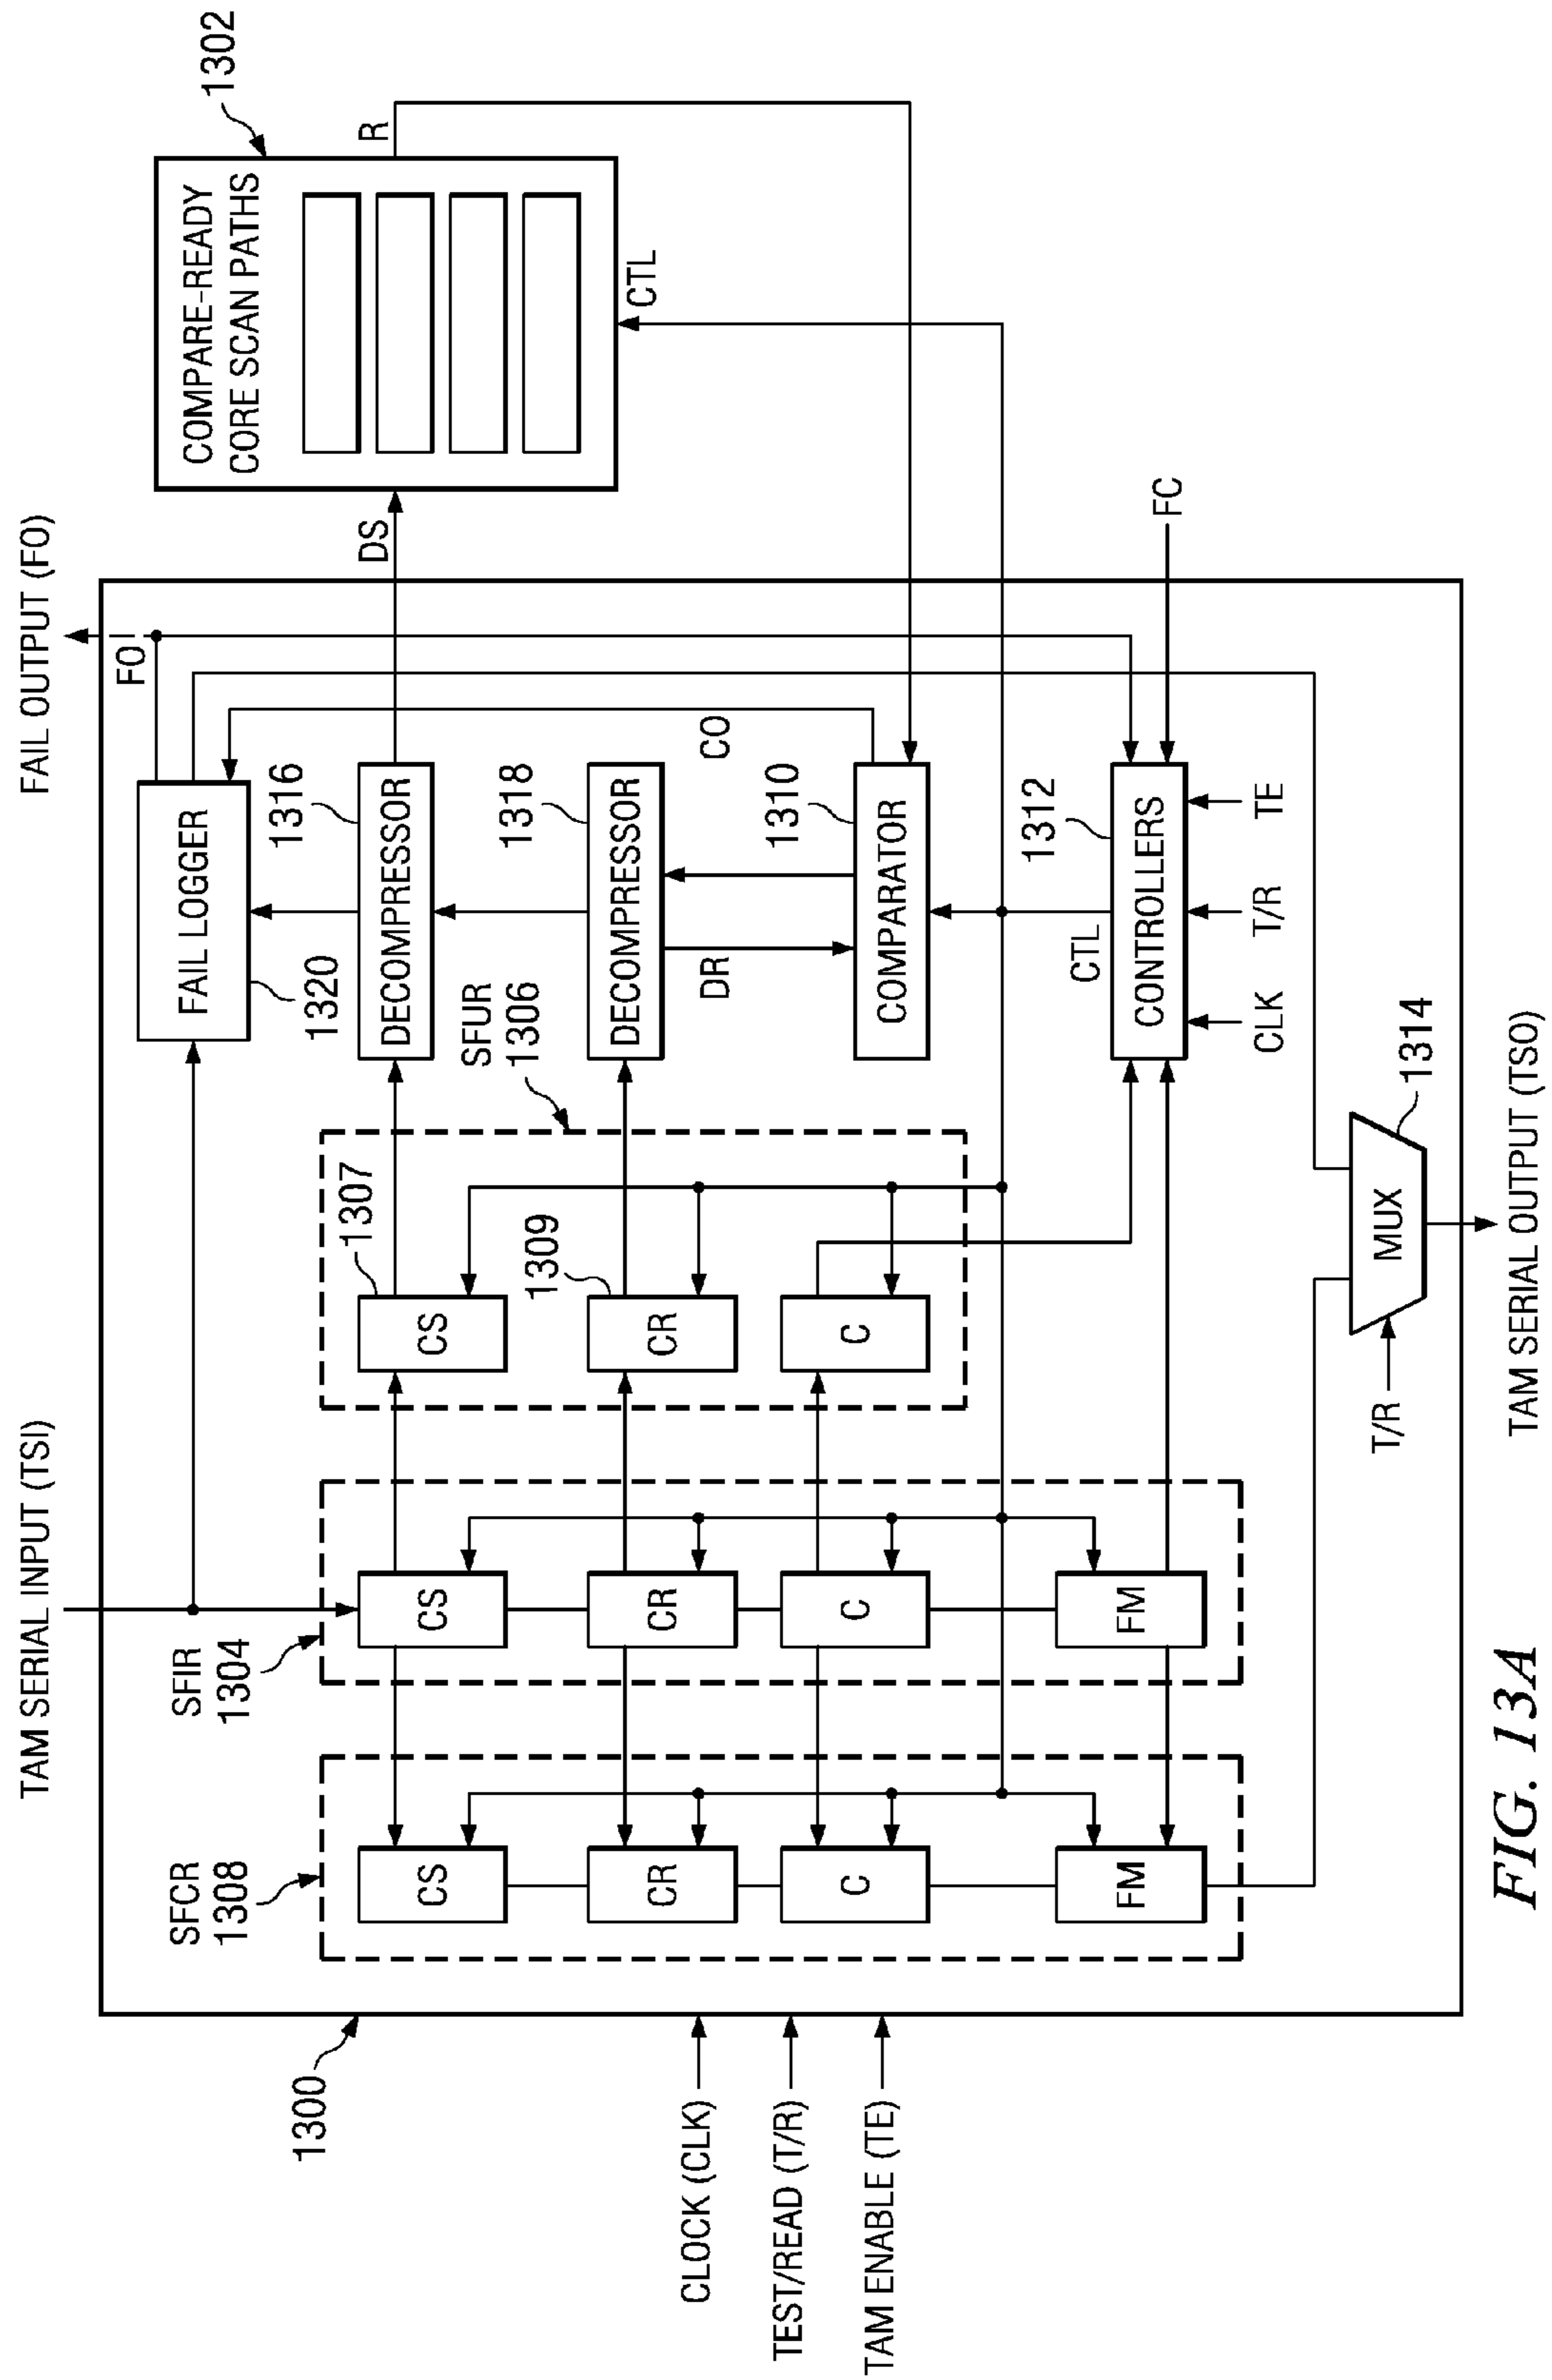 TAM SERIAL INPUT (TSI)
FAIL OUTPUT (FO)
1300
CLOCK (CLK)
TEST/READ (T/R)
TAM ENABLE (TE)
SFCR
1308
CS
CR
C
FM
SFIR
1304
CS
CR
C
FM
SFUR
1306
1307
CS
1309
CR
C
FAIL LOGGER
1320
FO
DECOMPRESSOR
1316
DS
DECOMPRESSOR
1318
DR
CO
COMPARATOR
1310
CTL
CONTROLLERS
1312
CLK
T/R
TE
FC
COMPARE-READY
CORE SCAN PATHS
1302
R
CTL
T/R
MUX
1314
TAM SERIAL OUTPUT (TSO)
FIG. 13A